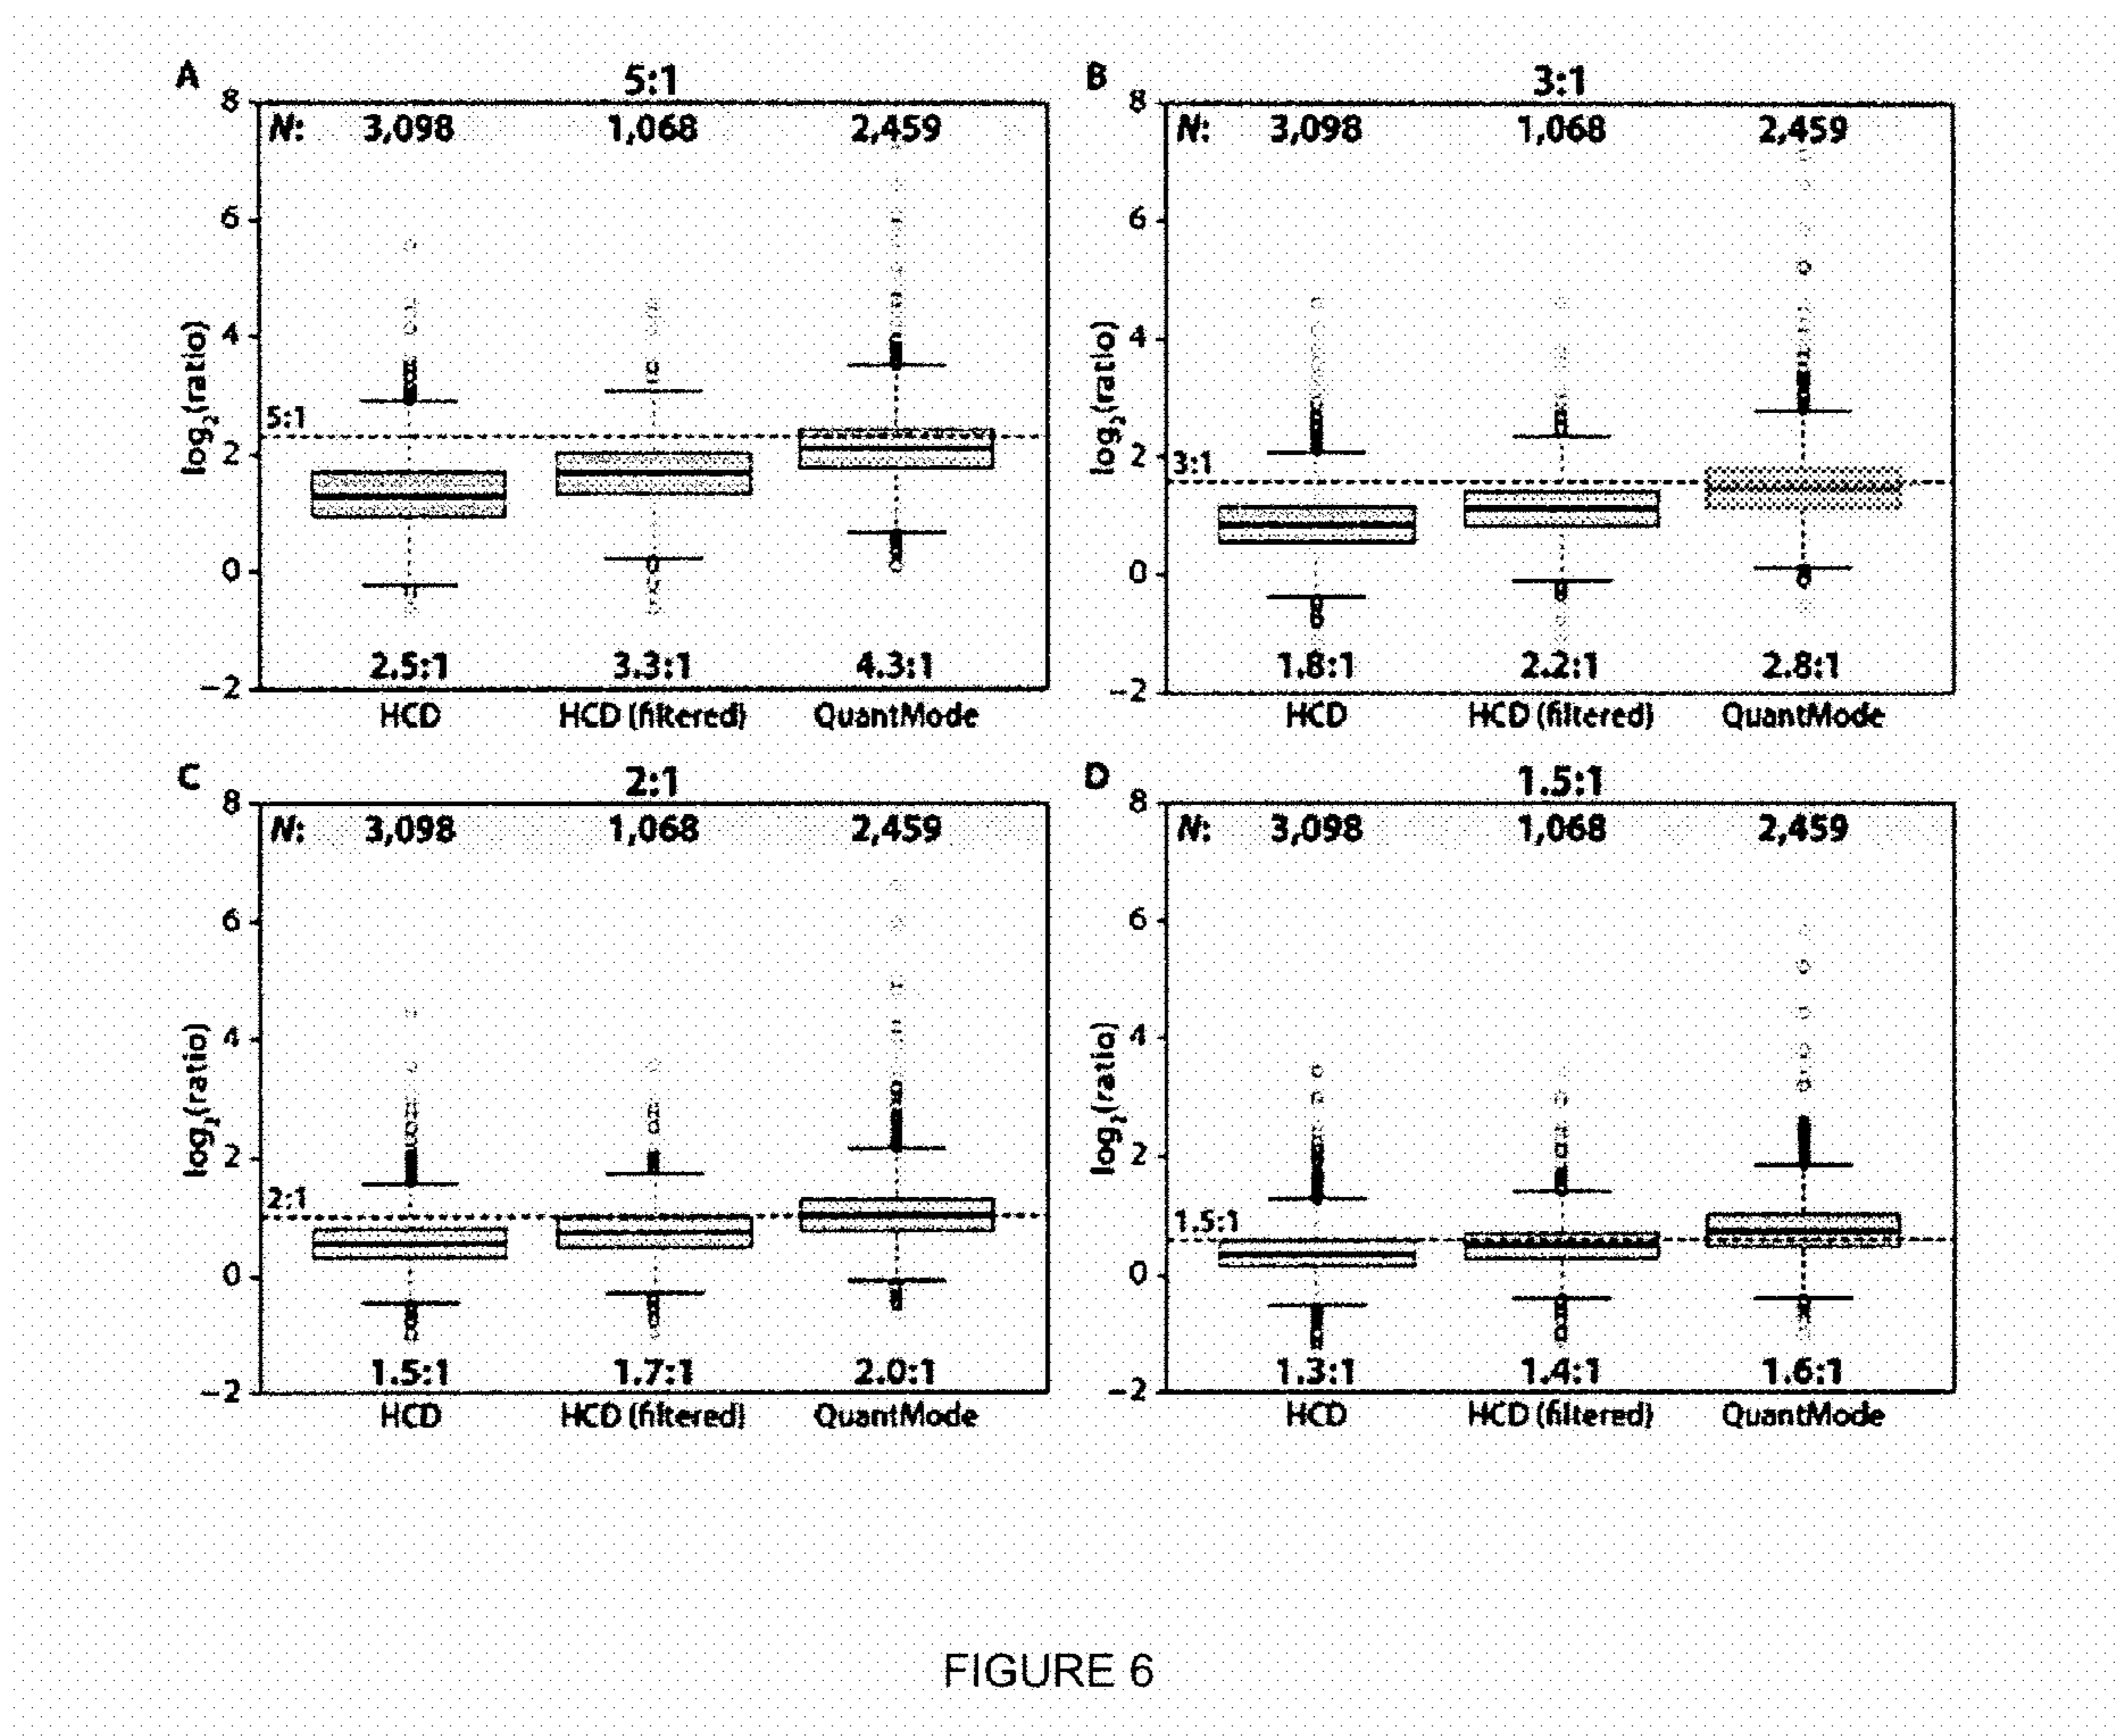 A
5:1
N: 3,098 1,068 2,459
8
6
4
2
0
−2
log2(ratio)
5:1
2.5:1 3.3:1 4.3:1
HCD HCD (filtered) QuantMode
B
3:1
N: 3,098 1,068 2,459
8
6
4
2
0
−2
log2(ratio)
3:1
1.8:1 2.2:1 2.8:1
HCD HCD (filtered) QuantMode
C
2:1
N: 3,098 1,068 2,459
8
6
4
2
0
−2
log2(ratio)
2:1
1.5:1 1.7:1 2.0:1
HCD HCD (filtered) QuantMode
D
1.5:1
N: 3,098 1,068 2,459
8
6
4
2
0
−2
log2(ratio)
1.5:1
1.3:1 1.4:1 1.6:1
HCD HCD (filtered) QuantMode
FIGURE 6